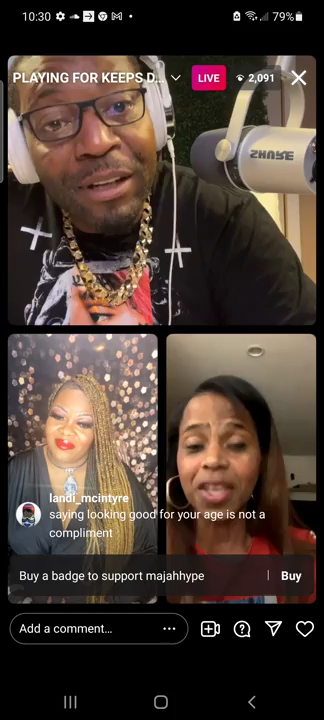 10:30
79%
PLAYING FOR KEEPS D...
LIVE
2,091
SHURE
landi_mcintyre
saying looking good for your age is not a
compliment
Buy a badge to support majahhype
Buy
Add a comment...